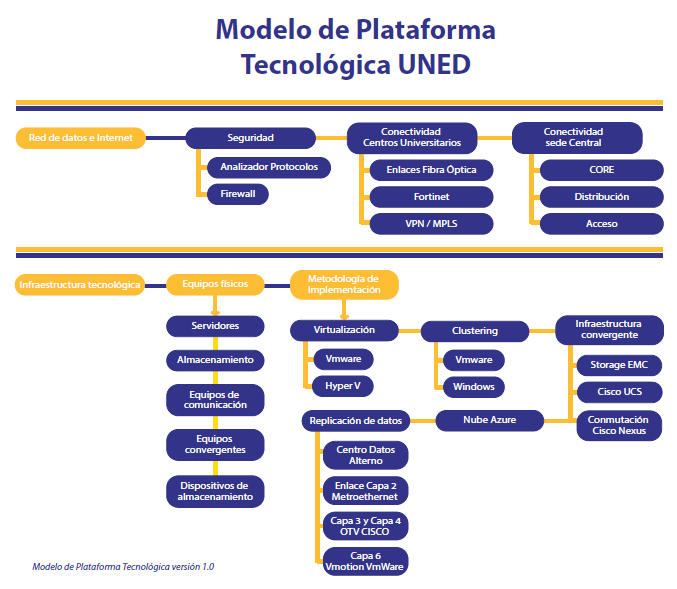 Modelo de Plataforma
Tecnológica UNED
Red de datos e Internet
Seguridad
Analizador Protocolos
Firewall
Conectividad
Centros Universitarios
Enlaces Fibra Óptica
Fortinet
VPN / MPLS
Conectividad
sede Central
CORE
Distribución
Acceso
Infraestructura tecnológica
Equipos físicos
Servidores
Almacenamiento
Equipos de
comunicación
Equipos
convergentes
Dispositivos de
almacenamiento
Metodología de
Implementación
Virtualización
Vmware
Hyper V
Clustering
Vmware
Windows
Infraestructura
convergente
Storage EMC
Cisco UCS
Conmutación
Cisco Nexus
Nube Azure
Replicación de datos
Centro Datos
Alterno
Enlace Capa 2
Metroethernet
Capa 3 y Capa 4
OTV CISCO
Capa 6
Vmotion VmWare
Modelo de Plataforma Tecnológica versión 1.0